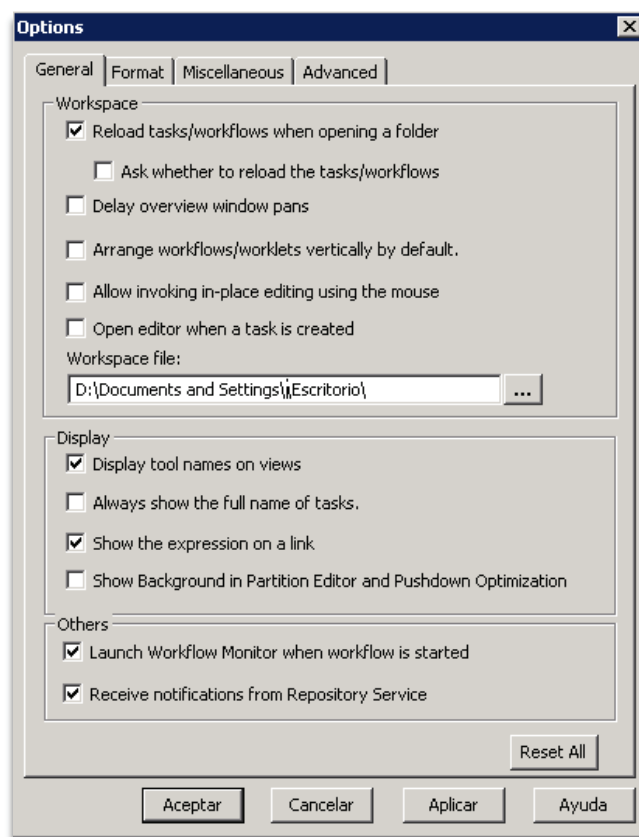 Options
General Format Miscellaneous Advanced
Workspace
Reload tasks/workflows when opening a folder
Ask whether to reload the tasks/workflows
Delay overview window pans
Arrange workflows/worklets vertically by default.
Allow invoking in-place editing using the mouse
Open editor when a task is created
Workspace file:
D:\Documents and Settings\Escritorio\
...
Display
Display tool names on views
Always show the full name of tasks.
Show the expression on a link
Show Background in Partition Editor and Pushdown Optimization
Others
Launch Workflow Monitor when workflow is started
Receive notifications from Repository Service
Reset All
Aceptar Cancelar Aplicar Ayuda